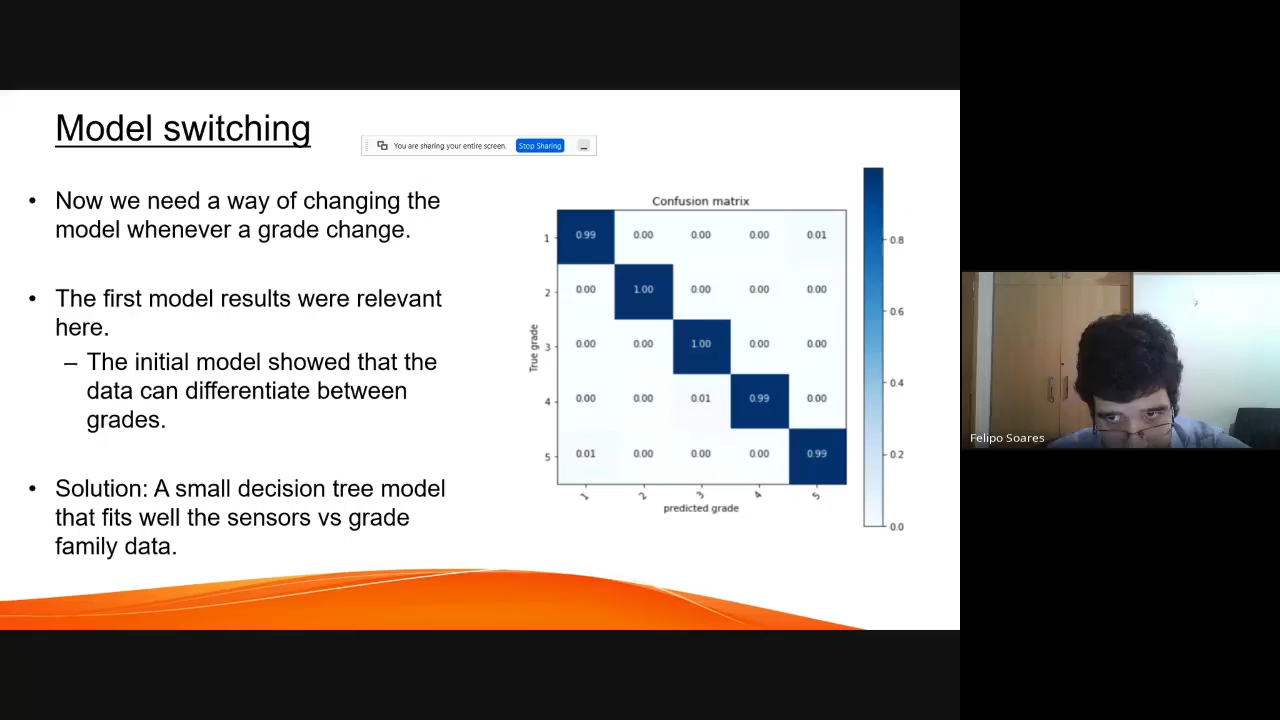 Model switching
You are sharing your entire screen. Stop Sharing
• Now we need a way of changing the
model whenever a grade change.
• The first model results were relevant
here.
– The initial model showed that the
data can differentiate between
grades.
• Solution: A small decision tree model
that fits well the sensors vs grade
family data.
Confusion matrix
True grade
1 0.99 0.00 0.00 0.00 0.01
2 0.00 1.00 0.00 0.00 0.00
3 0.00 0.00 1.00 0.00 0.00
4 0.00 0.00 0.01 0.99 0.00
5 0.01 0.00 0.00 0.00 0.99
1 2 3 4 5
predicted grade
0.8
0.6
0.4
0.2
0.0
Felipo Soares